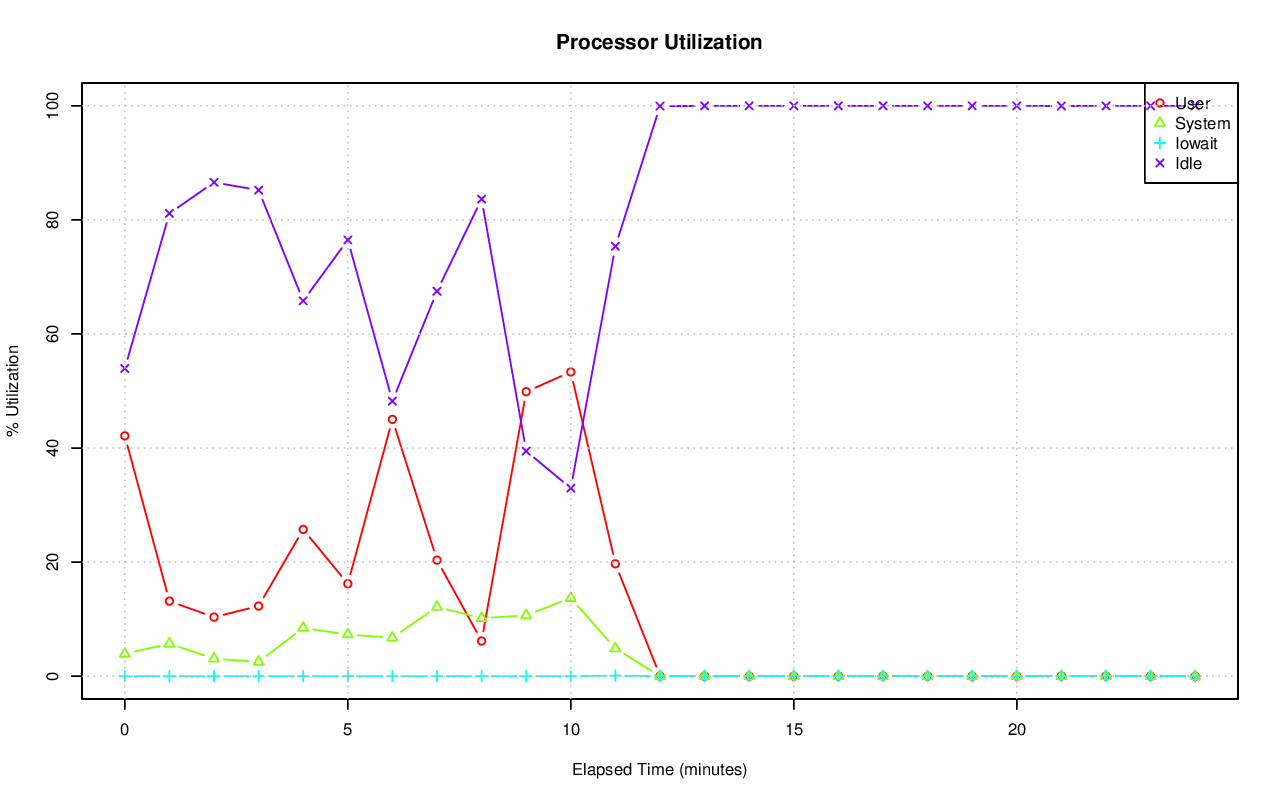 Processor Utilization
100
80
60
40
20
0
% Utilization
User
System
Iowait
Idle
0 5 10 15 20
Elapsed Time (minutes)